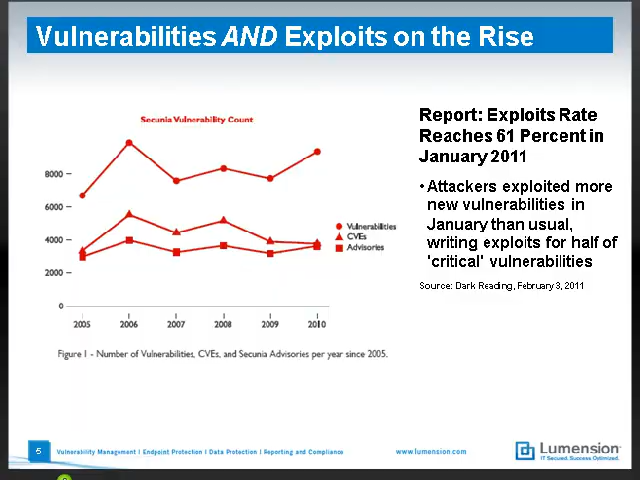 Vulnerabilities AND Exploits on the Rise
Secunia Vulnerability Count
8000
6000
4000
2000
0
2005 2006 2007 2008 2009 2010
Vulnerabilities
CVEs
Advisories
Figure 1 - Number of Vulnerabilities, CVEs, and Secunia Advisories per year since 2005.
Report: Exploits Rate
Reaches 61 Percent in
January 2011
• Attackers exploited more
new vulnerabilities in
January than usual,
writing exploits for half of
'critical' vulnerabilities
Source: Dark Reading, February 3, 2011
6
Vulnerability Management | Endpoint Protection | Data Protection | Reporting and Compliance
www.lumension.com
Lumension
IT Secured. Success Optimized.